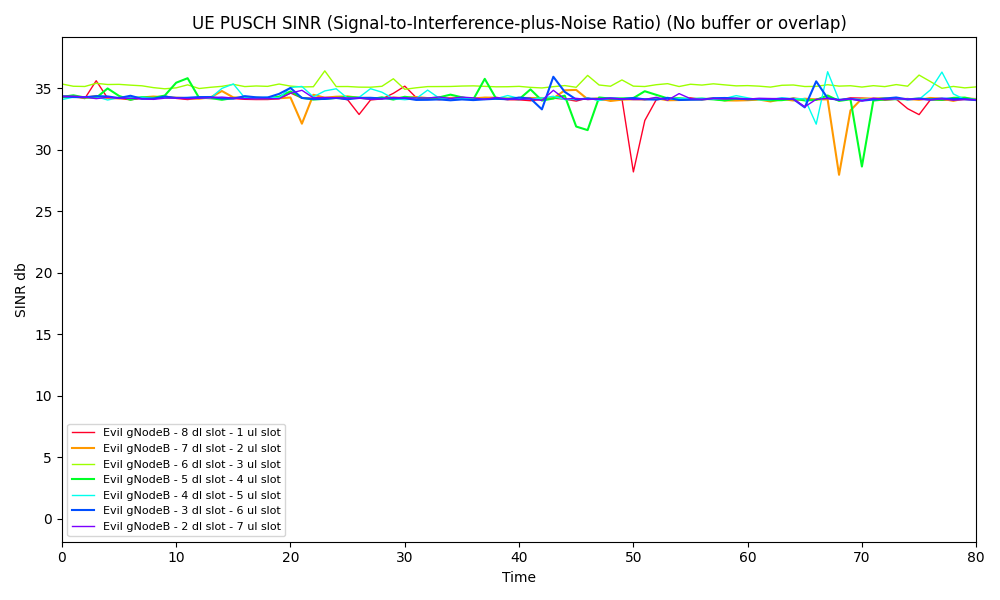 UE PUSCH SINR (Signal-to-Interference-plus-Noise Ratio) (No buffer or overlap)
SINR db
35
30
25
20
15
10
5
0
Evil gNodeB - 8 dl slot - 1 ul slot
Evil gNodeB - 7 dl slot - 2 ul slot
Evil gNodeB - 6 dl slot - 3 ul slot
Evil gNodeB - 5 dl slot - 4 ul slot
Evil gNodeB - 4 dl slot - 5 ul slot
Evil gNodeB - 3 dl slot - 6 ul slot
Evil gNodeB - 2 dl slot - 7 ul slot
0 10 20 30 40 50 60 70 80
Time